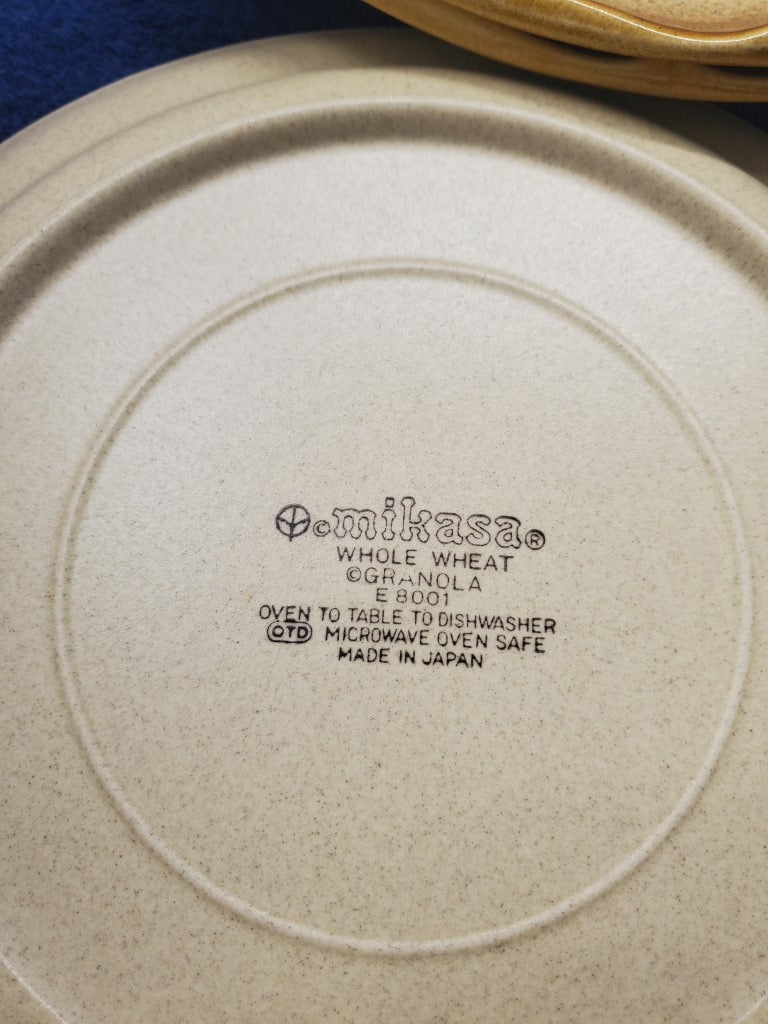 ©mikasa®
WHOLE WHEAT
©GRANOLA
E 8001
OVEN TO TABLE TO DISHWASHER
OTD MICROWAVE OVEN SAFE
MADE IN JAPAN